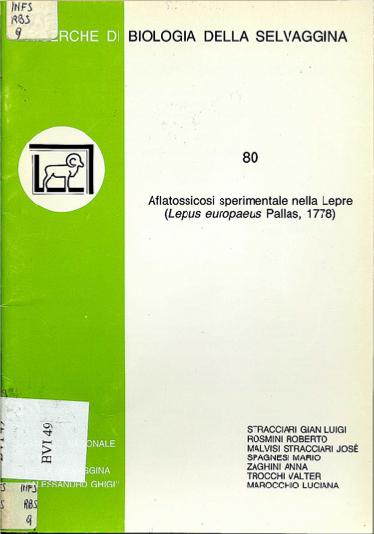 INFS
RBS
9
RICERCHE DI BIOLOGIA DELLA SELVAGGINA
80
Aflatossicosi sperimentale nella Lepre
(Lepus europaeus Pallas, 1778)
BVI 49
NAZIONALE
"ALESSANDRO GHIGI"
STRACCIARI GIAN LUIGI
ROSMINI ROBERTO
MALVISI STRACCIARI JOSÈ
SPAGNESI MARIO
ZAGHINI ANNA
TROCCHI VALTER
MAROCCHIO LUCIANA
INFS
RBS
9